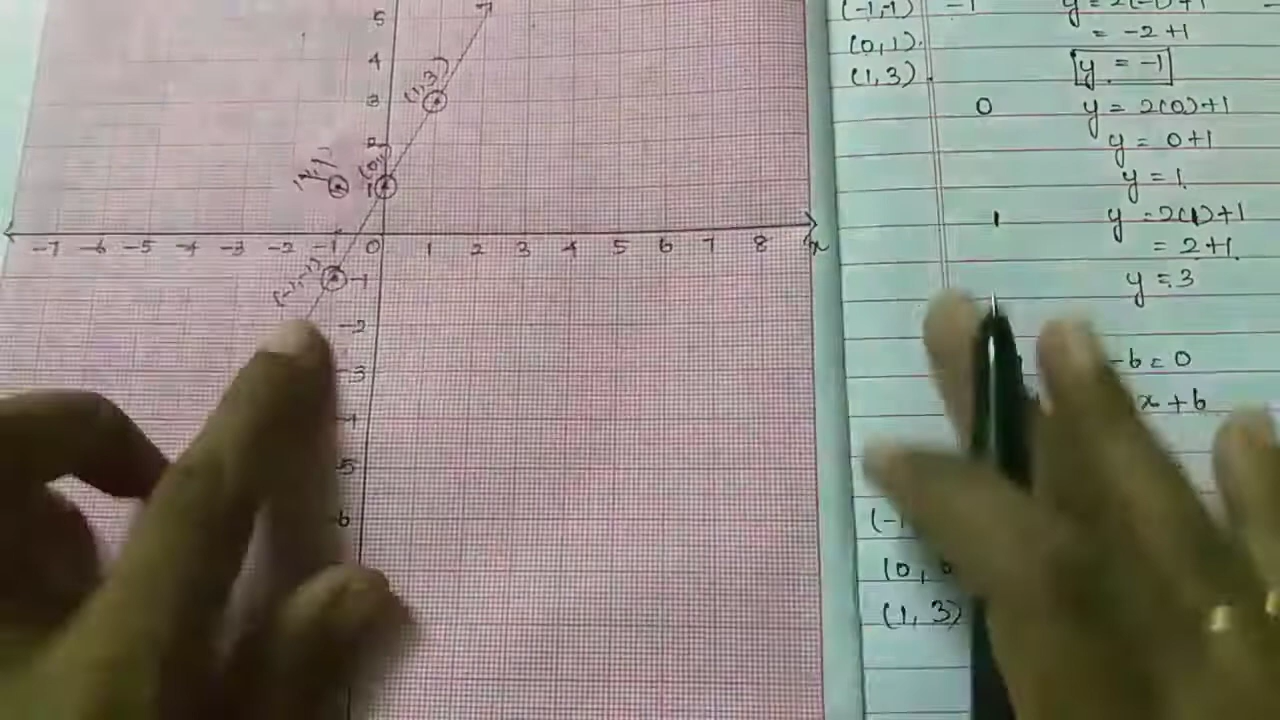 5
4
(1,3)
3
2
1
-7 -6 -5 -4 -3 -2 -1 0 1 2 3 4 5 6 7 8 x
(-1,-1)
-1
-2
-3
-4
-5
-6
(-1,-1) -1 y = 2(-1)+1
(0,1). = -2+1
(1,3). y = -1
0 y = 2(0)+1
y = 0+1
y = 1
1 y = 2(1)+1
= 2+1
y = 3
-b = 0
x+6
(1,3)